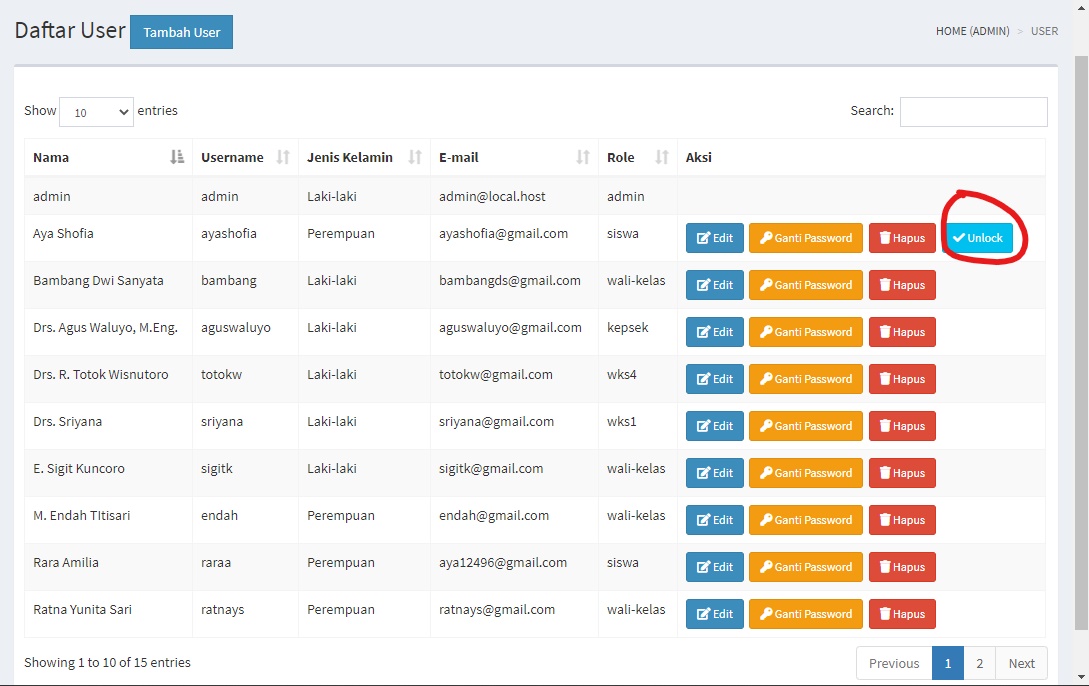 Daftar User Tambah User HOME (ADMIN) > USER
Show 10 entries Search:
Nama Username Jenis Kelamin E-mail Role Aksi
admin admin Laki-laki admin@local.host admin
Aya Shofia ayashofia Perempuan ayashofia@gmail.com siswa Edit Ganti Password Hapus Unlock
Bambang Dwi Sanyata bambang Laki-laki bambangds@gmail.com wali-kelas Edit Ganti Password Hapus
Drs. Agus Waluyo, M.Eng. aguswaluyo Laki-laki aguswaluyo@gmail.com kepsek Edit Ganti Password Hapus
Drs. R. Totok Wisnutoro totokw Laki-laki totokw@gmail.com wks4 Edit Ganti Password Hapus
Drs. Sriyana sriyana Laki-laki sriyana@gmail.com wks1 Edit Ganti Password Hapus
E. Sigit Kuncoro sigitk Laki-laki sigitk@gmail.com wali-kelas Edit Ganti Password Hapus
M. Endah TItisari endah Perempuan endah@gmail.com wali-kelas Edit Ganti Password Hapus
Rara Amilia raraa Perempuan aya12496@gmail.com siswa Edit Ganti Password Hapus
Ratna Yunita Sari ratnays Perempuan ratnays@gmail.com wali-kelas Edit Ganti Password Hapus
Showing 1 to 10 of 15 entries Previous 1 2 Next